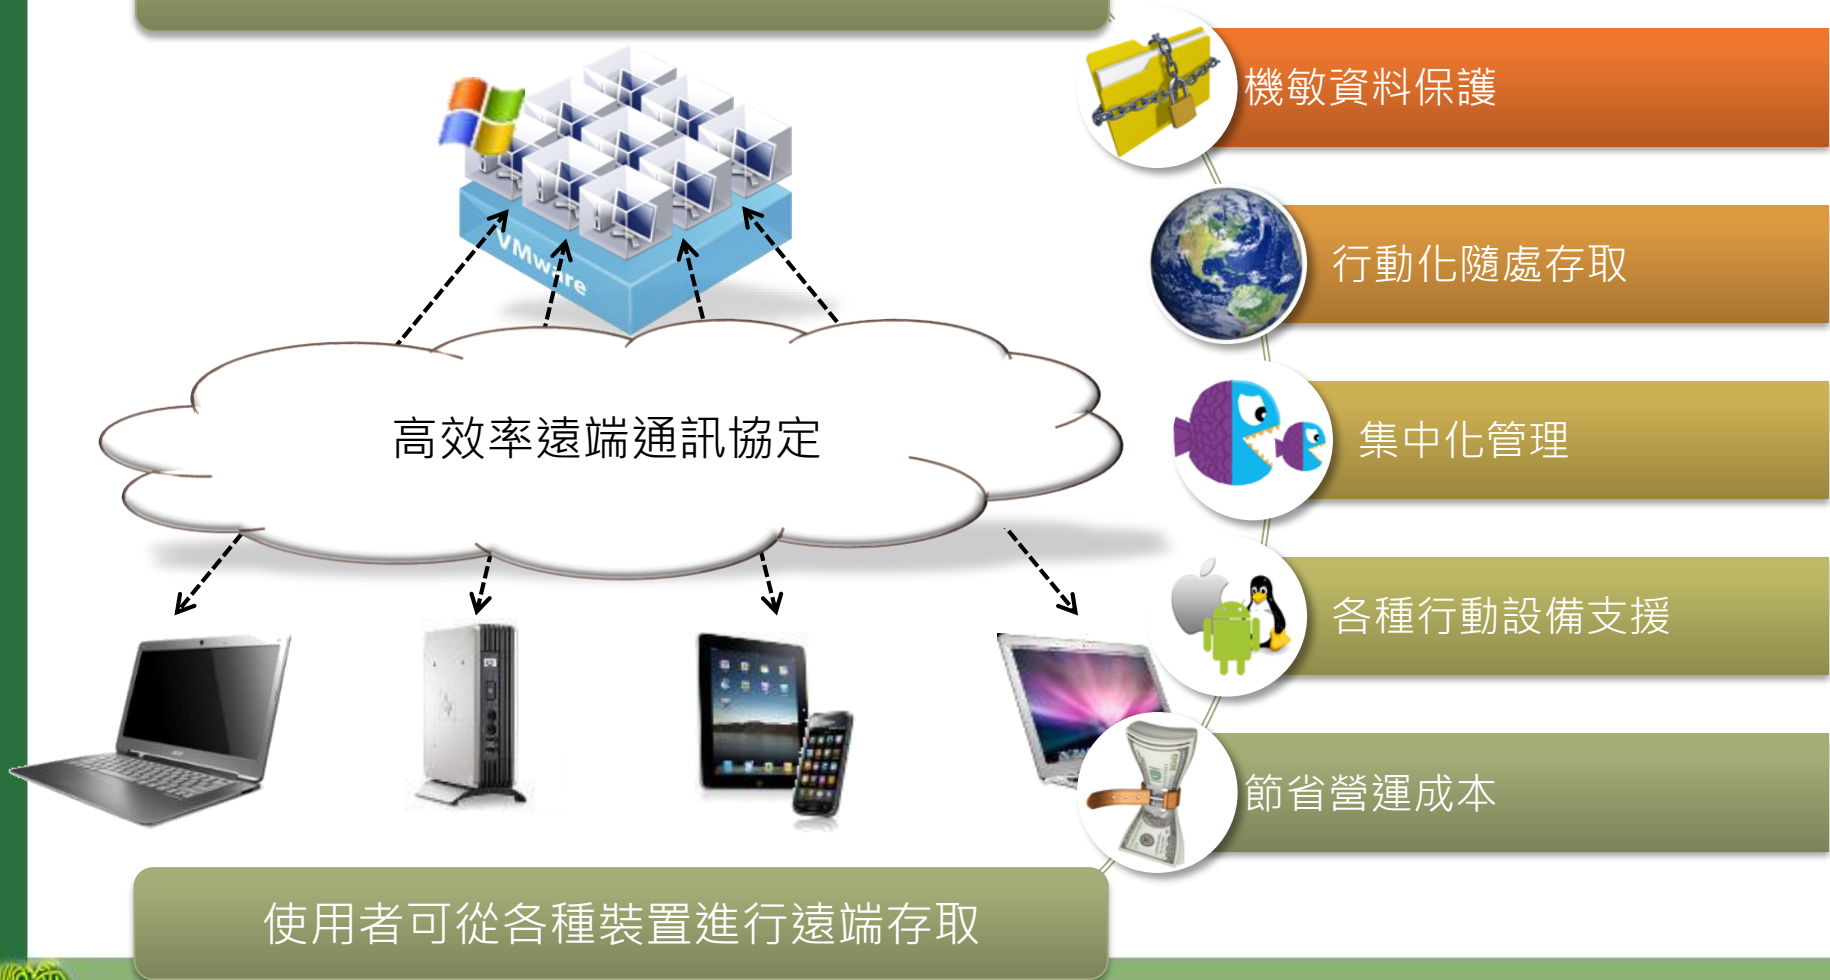 VMware
高效率遠端通訊協定
使用者可從各種裝置進行遠端存取
機敏資料保護
行動化隨處存取
集中化管理
各種行動設備支援
節省營運成本